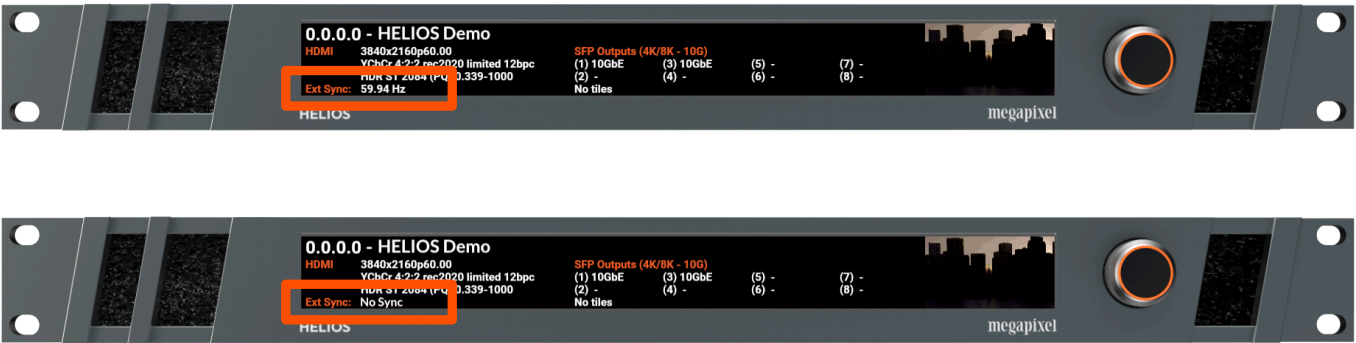 0.0.0.0 - HELIOS Demo
HDMI 3840x2160p60.00 SFP Outputs (4K/8K - 10G)
YCbCr 4:2:2 rec2020 limited 12bpc (1) 10GbE (3) 10GbE (5) - (7) -
HDR ST 2084 (PQ) 0.339-1000 (2) - (4) - (6) - (8) -
Ext Sync: 59.94 Hz No tiles
HELIOS megapixel
0.0.0.0 - HELIOS Demo
HDMI 3840x2160p60.00 SFP Outputs (4K/8K - 10G)
YCbCr 4:2:2 rec2020 limited 12bpc (1) 10GbE (3) 10GbE (5) - (7) -
HDR ST 2084 (PQ) 0.339-1000 (2) - (4) - (6) - (8) -
Ext Sync: No Sync No tiles
HELIOS megapixel